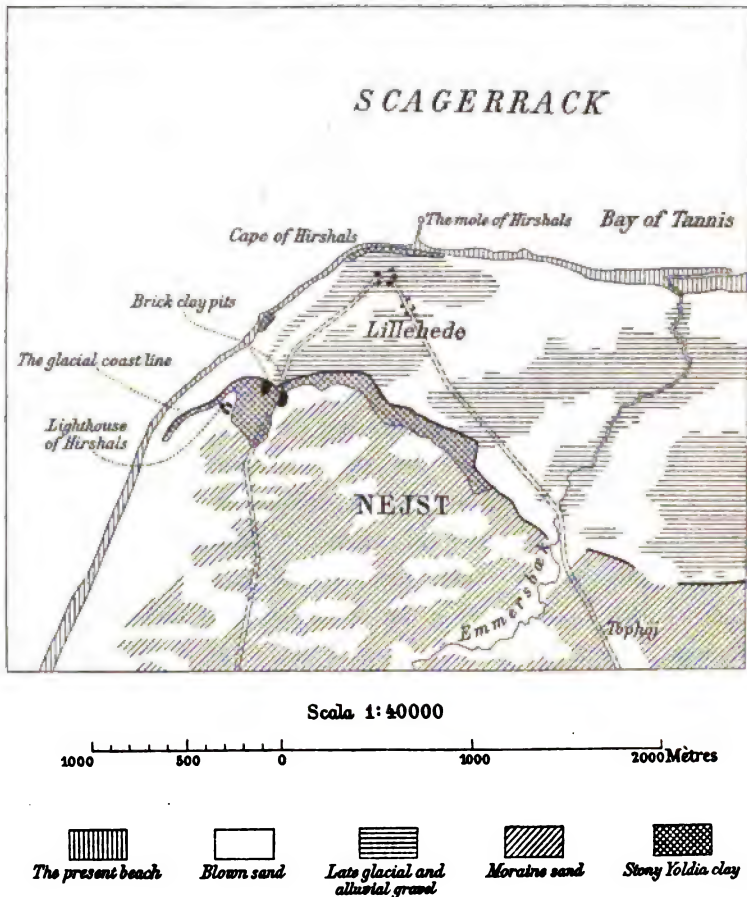 SCAGERRACK
The mole of Hirshals
Bay of Tannis
Cape of Hirshals
Brick clay pits
Lillehede
The glacial coast line
Lighthouse
of Hirshals
NEJST
Emmersbæk
Tophøj
Scala 1:40000
1000 500 0 1000 2000 Mètres
The present beach
Blown sand
Late glacial and
alluvial gravel
Moraine sand
Stony Yoldia clay